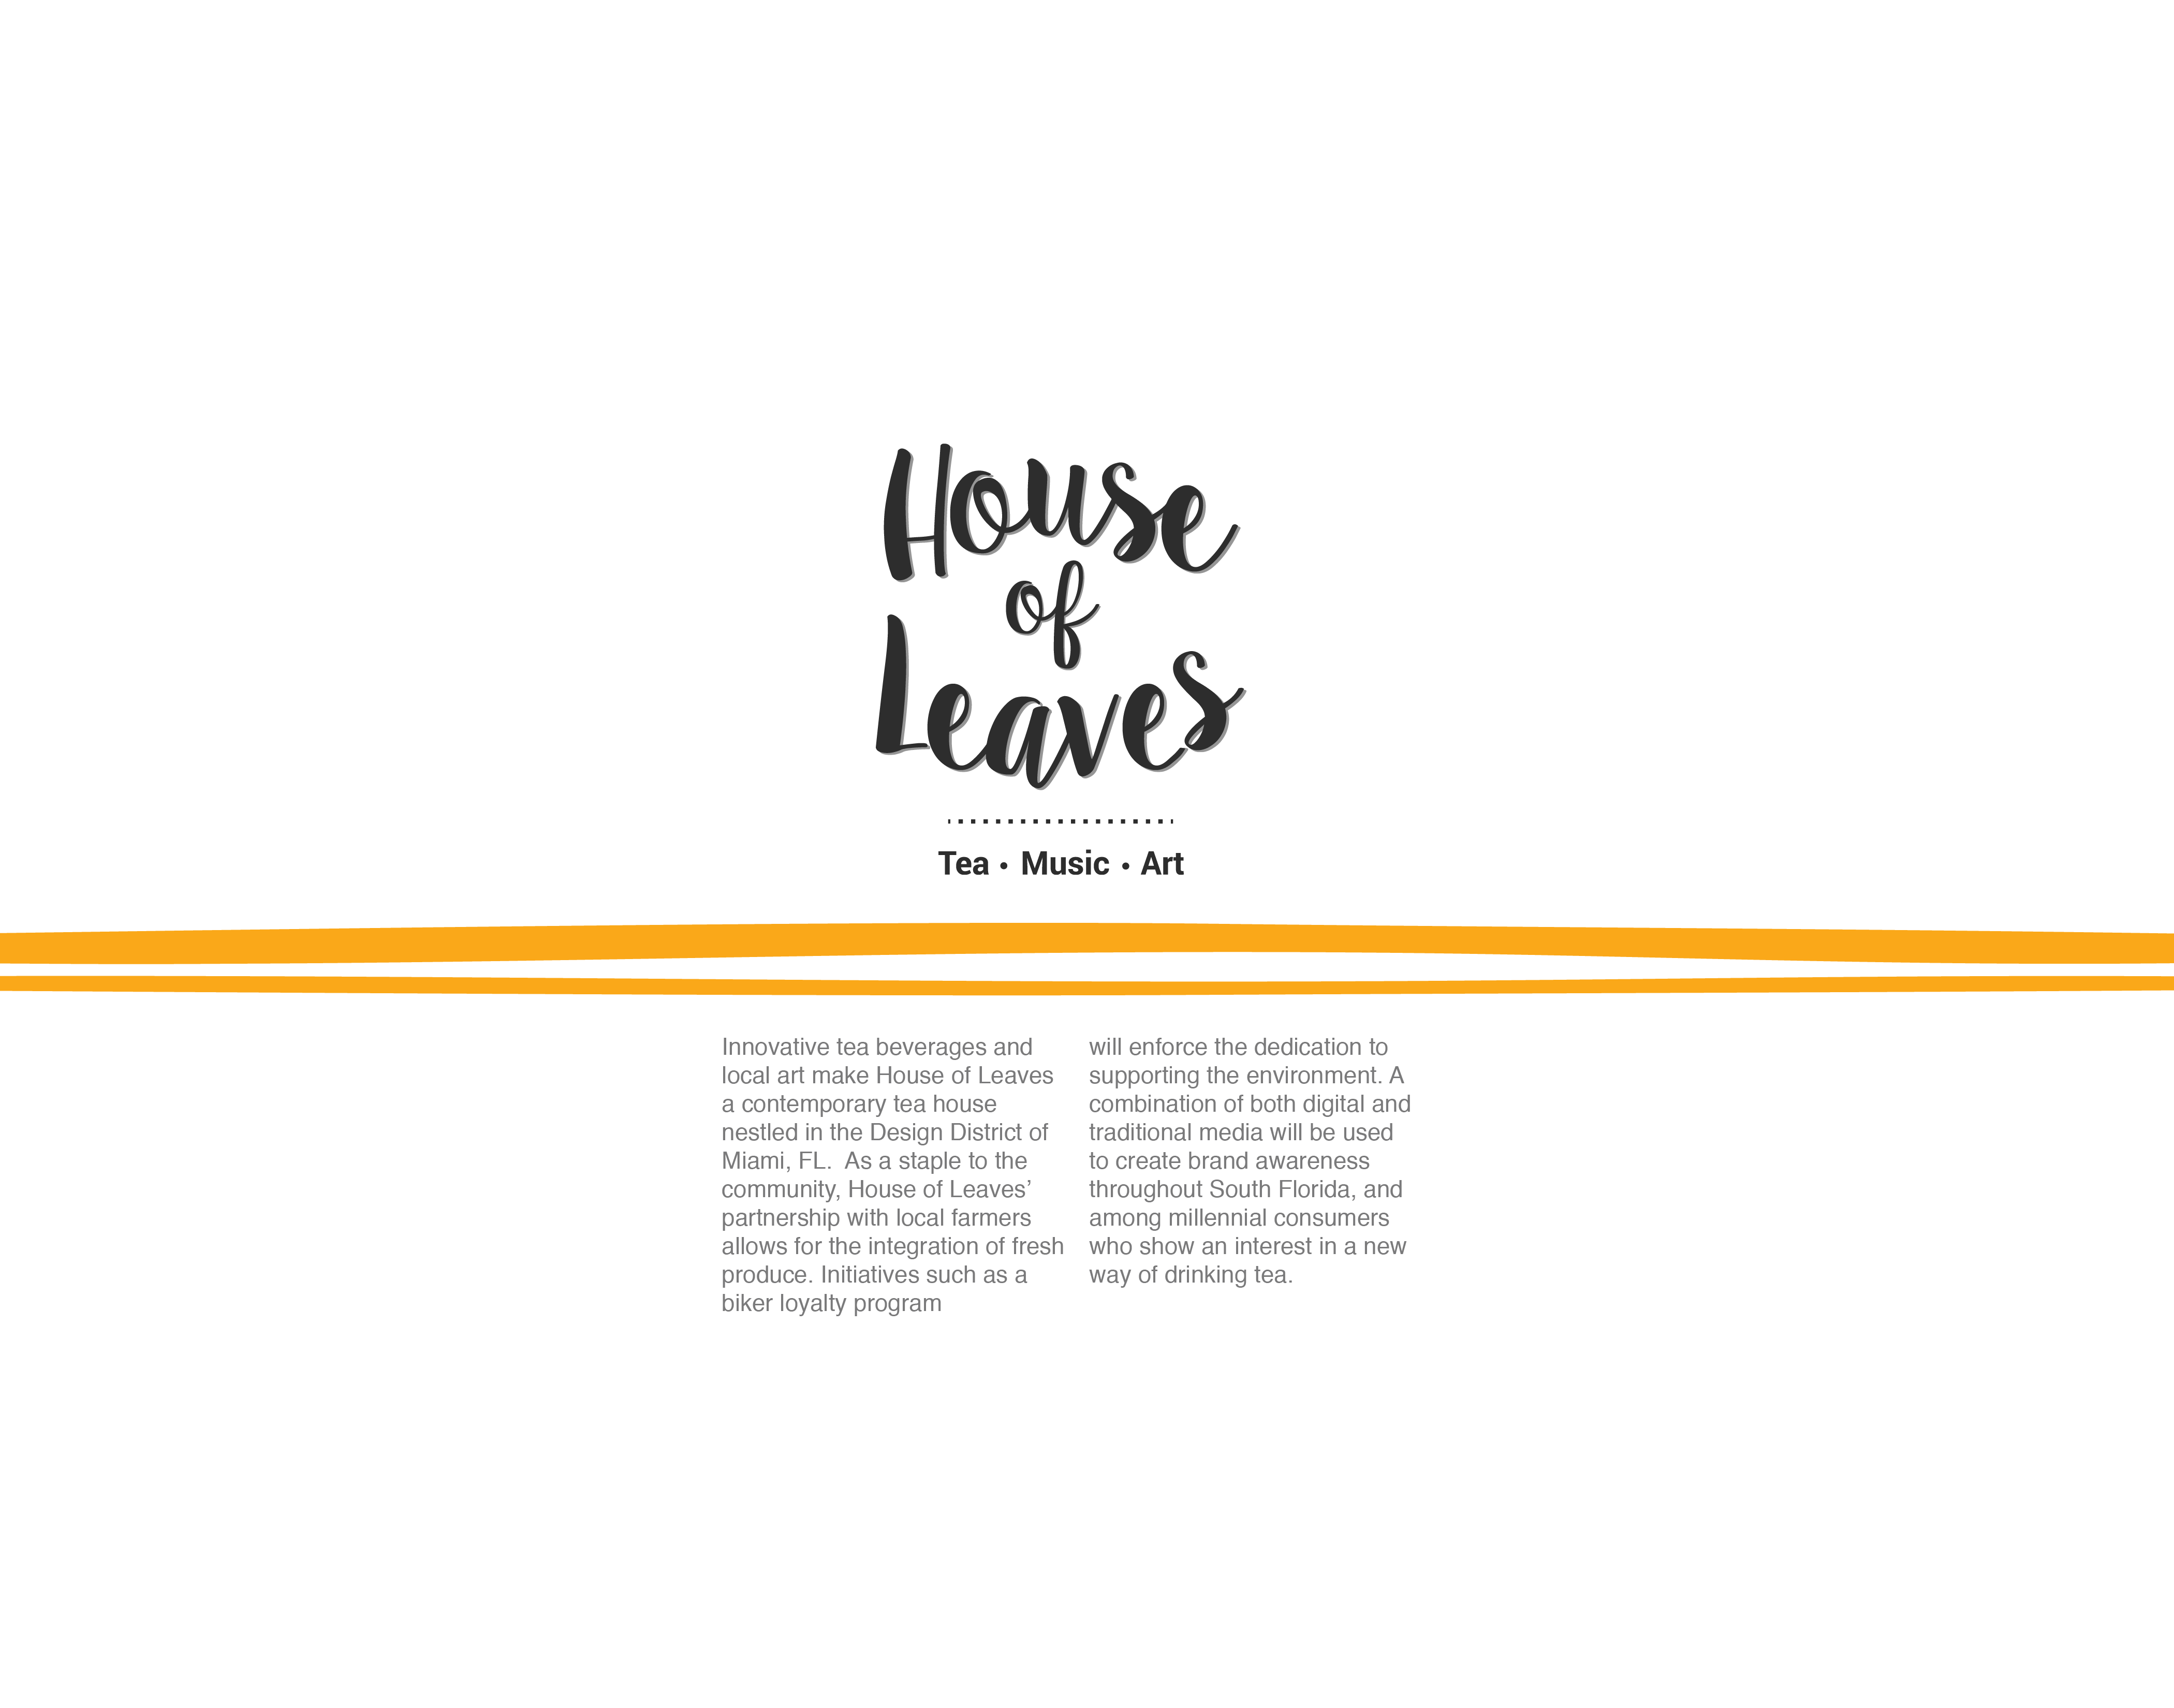 House
of
Leaves
Tea • Music • Art
Innovative tea beverages and
local art make House of Leaves
a contemporary tea house
nestled in the Design District of
Miami, FL.  As a staple to the
community, House of Leaves’
partnership with local farmers
allows for the integration of fresh
produce. Initiatives such as a
biker loyalty program
will enforce the dedication to
supporting the environment. A
combination of both digital and
traditional media will be used
to create brand awareness
throughout South Florida, and
among millennial consumers
who show an interest in a new
way of drinking tea.